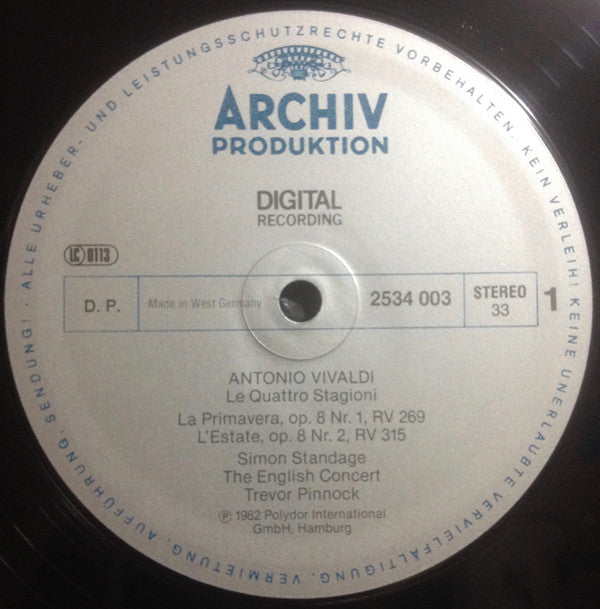 ALLE URHEBER- UND LEISTUNGSSCHUTZRECHTE VORBEHALTEN. KEIN VERLEIH! KEINE UNERLAUBTE VERVIELFÄLTIGUNG, VERMIETUNG, AUFFÜHRUNG, SENDUNG! ·
ARCHIV
PRODUKTION
DIGITAL
RECORDING
LC 0113
D. P. Made in West Germany 2534 003 STEREO 33 1
ANTONIO VIVALDI
Le Quattro Stagioni
La Primavera, op. 8 Nr. 1, RV 269
L'Estate, op. 8 Nr. 2, RV 315
Simon Standage
The English Concert
Trevor Pinnock
℗ 1982 Polydor International
GmbH, Hamburg